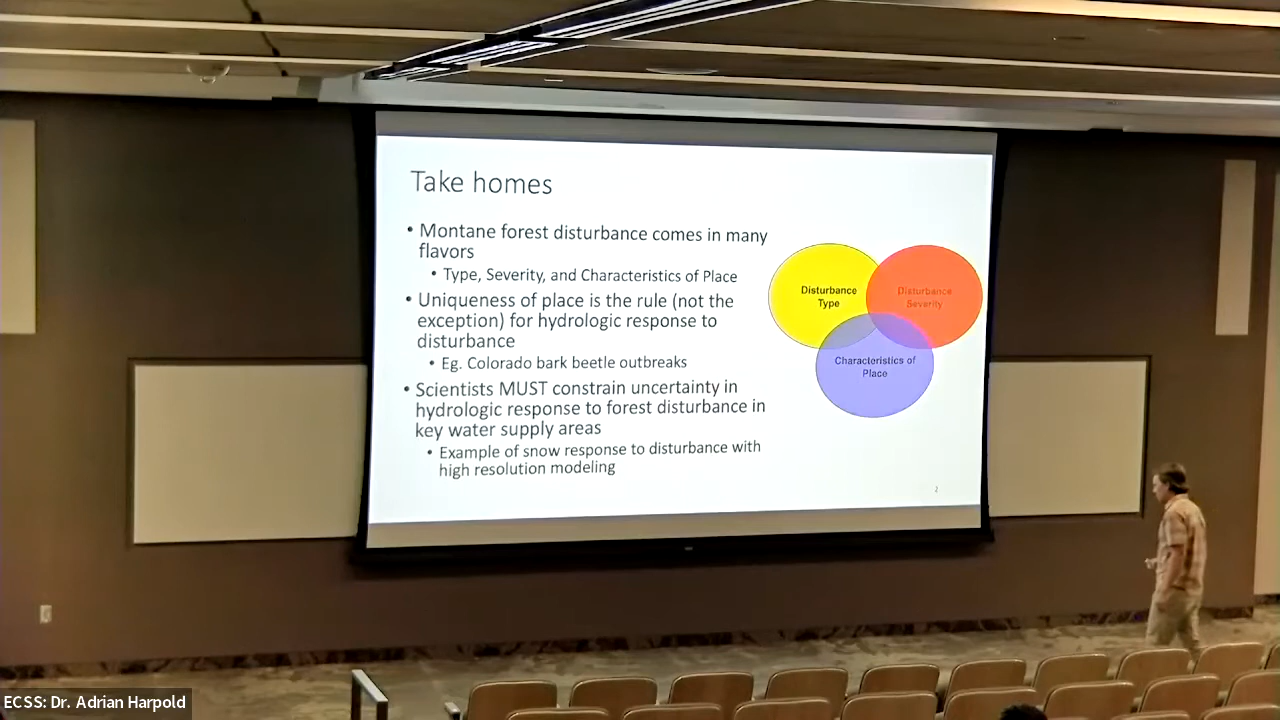 Take homes
• Montane forest disturbance comes in many
flavors
• Type, Severity, and Characteristics of Place
• Uniqueness of place is the rule (not the
exception) for hydrologic response to
disturbance
• Eg. Colorado bark beetle outbreaks
• Scientists MUST constrain uncertainty in
hydrologic response to forest disturbance in
key water supply areas
• Example of snow response to disturbance with
high resolution modeling
Disturbance
Type
Disturbance
Severity
Characteristics of
Place
2
ECSS: Dr. Adrian Harpold